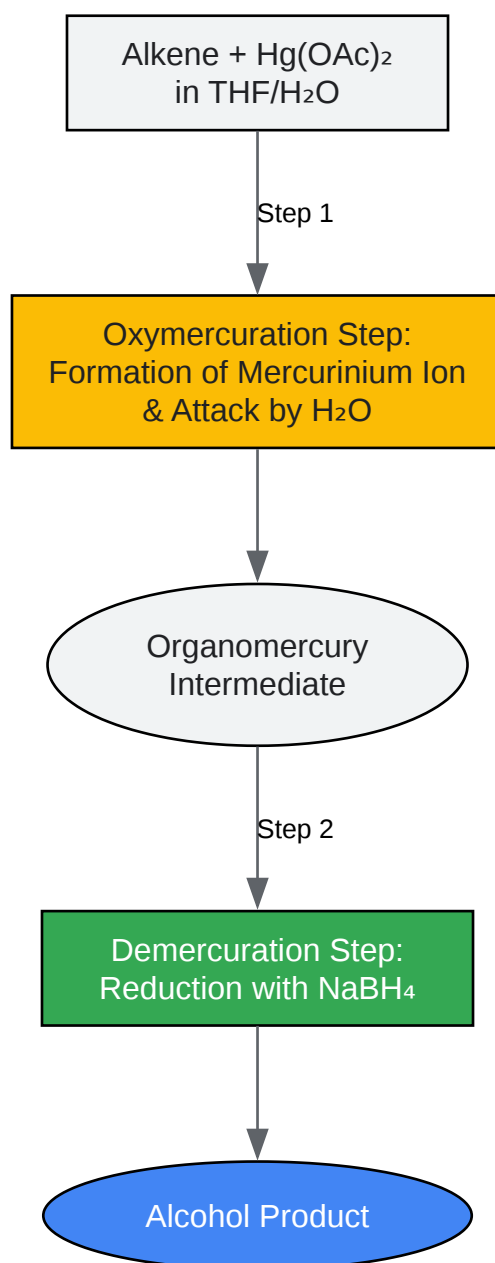 Alkene + Hg(OAc)₂
in THF/H₂O
Step 1
Oxymercuration Step:
Formation of Mercurinium Ion
& Attack by H₂O
Organomercury
Intermediate
Step 2
Demercuration Step:
Reduction with NaBH₄
Alcohol Product